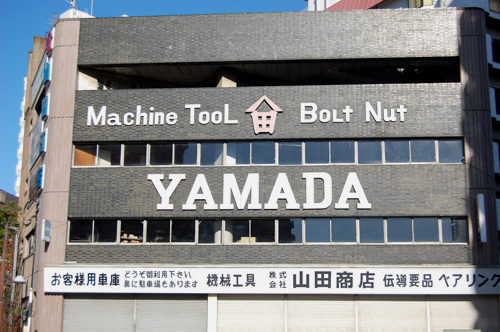 Machine Tool Bolt Nut
YAMADA
お客様用車庫 どうぞ御利用下さい。 機械工具 株式会社 山田商店 伝導要品 ベアリング
裏に駐車場もあります